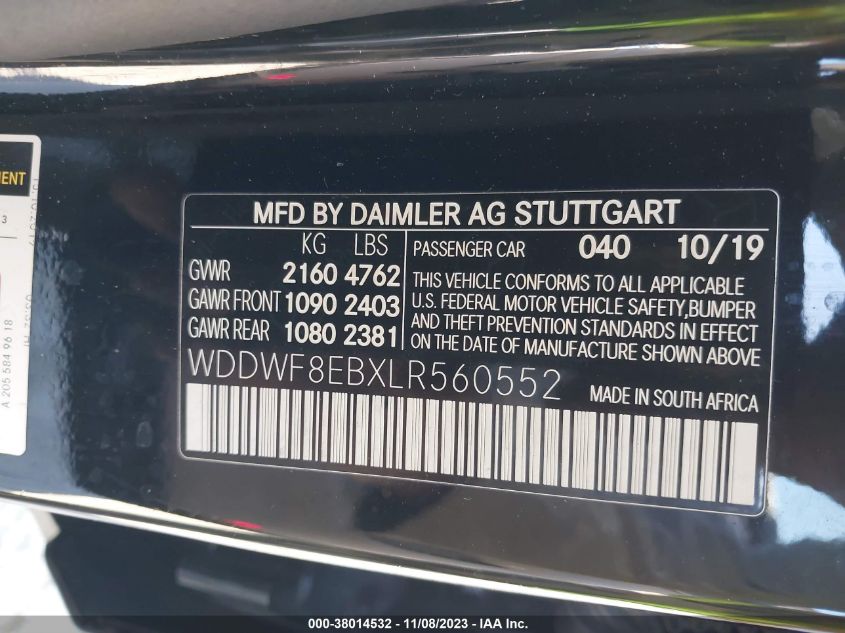 MENT
3
A 205 584 96 18
MFD BY DAIMLER AG STUTTGART
KG LBS
GVWR 2160 4762
GAWR FRONT 1090 2403
GAWR REAR 1080 2381
PASSENGER CAR 040 10/19
THIS VEHICLE CONFORMS TO ALL APPLICABLE
U.S. FEDERAL MOTOR VEHICLE SAFETY,BUMPER
AND THEFT PREVENTION STANDARDS IN EFFECT
ON THE DATE OF MANUFACTURE SHOWN ABOVE.
WDDWF8EBXLR560552
MADE IN SOUTH AFRICA
000-38014532 - 11/08/2023 - IAA Inc.